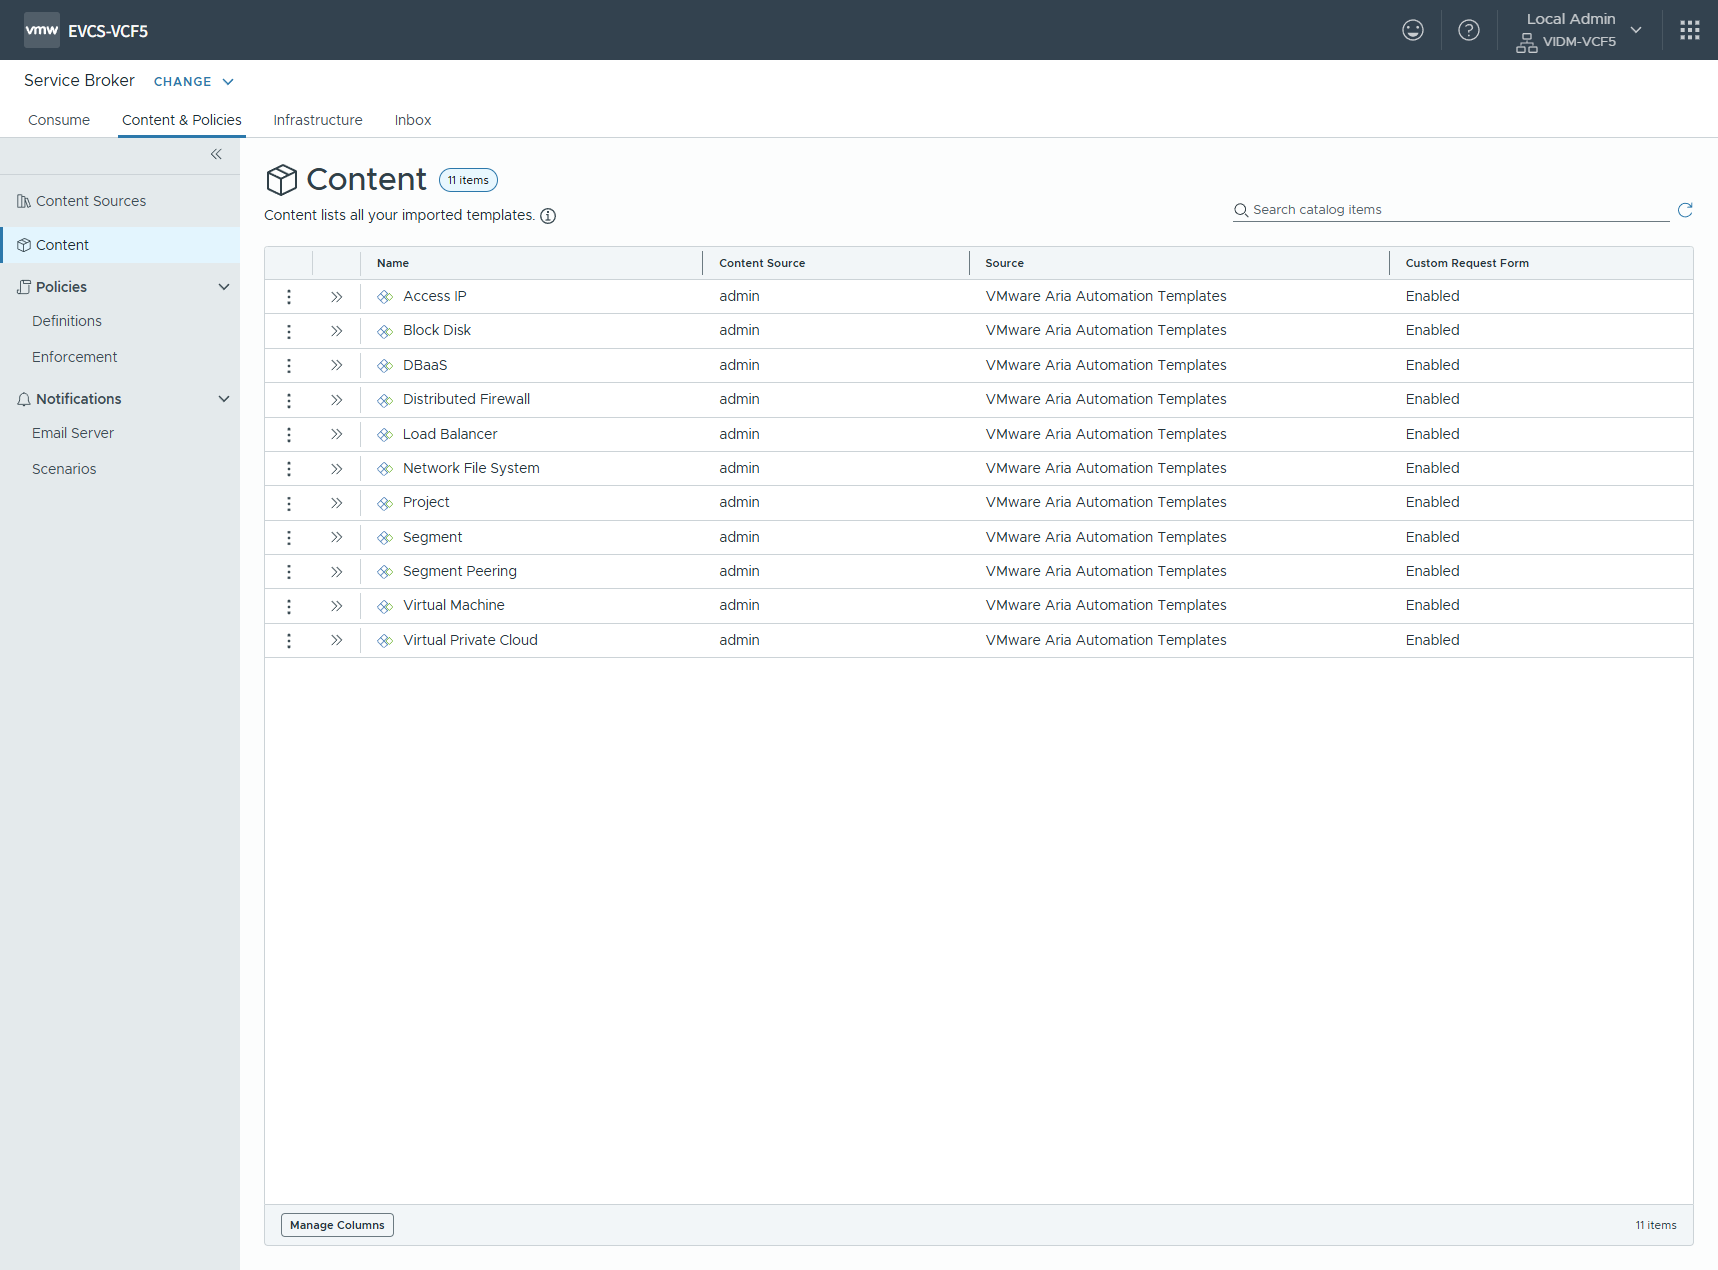 vmw EVCS-VCF5
Local Admin
VIDM-VCF5
Service Broker CHANGE
Consume Content & Policies Infrastructure Inbox
Content Sources
Content
Policies
Definitions
Enforcement
Notifications
Email Server
Scenarios
Content 11 items
Content lists all your imported templates.
Search catalog items
Name Content Source Source Custom Request Form
Access IP admin VMware Aria Automation Templates Enabled
Block Disk admin VMware Aria Automation Templates Enabled
DBaaS admin VMware Aria Automation Templates Enabled
Distributed Firewall admin VMware Aria Automation Templates Enabled
Load Balancer admin VMware Aria Automation Templates Enabled
Network File System admin VMware Aria Automation Templates Enabled
Project admin VMware Aria Automation Templates Enabled
Segment admin VMware Aria Automation Templates Enabled
Segment Peering admin VMware Aria Automation Templates Enabled
Virtual Machine admin VMware Aria Automation Templates Enabled
Virtual Private Cloud admin VMware Aria Automation Templates Enabled
Manage Columns 11 items